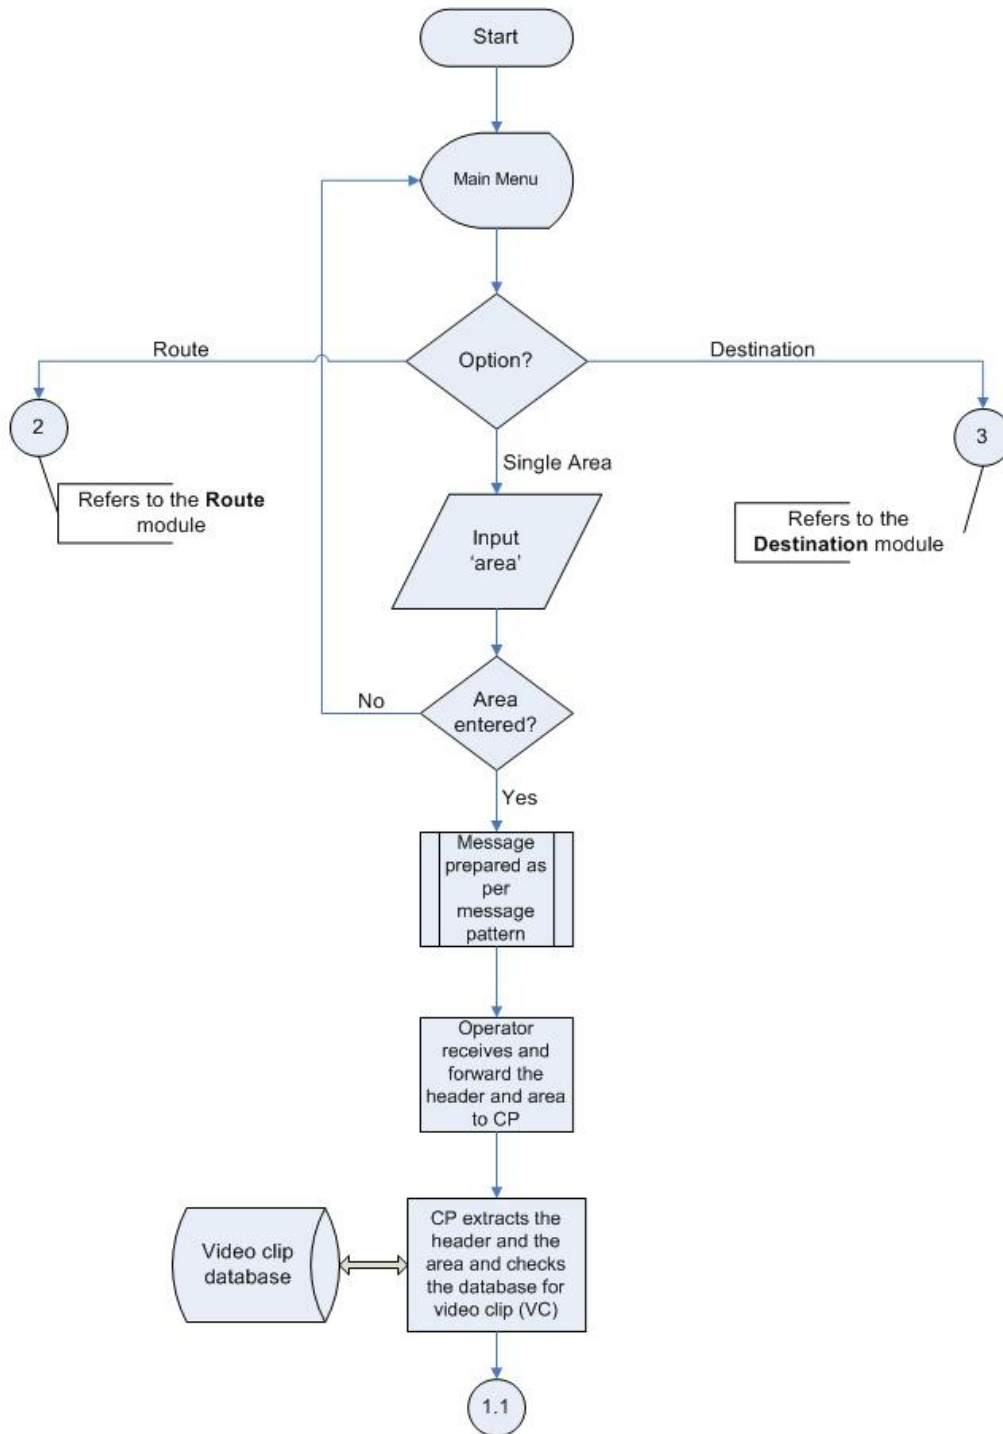 Start
Main Menu
Option?
Route
Destination
2
3
Single Area
Refers to the Route
module
Refers to the
Destination module
Input
‘area’
Area
entered?
No
Yes
Message
prepared as
per
message
pattern
Operator
receives and
forward the
header and area
to CP
CP extracts the
header and the
area and checks
the database for
video clip (VC)
Video clip
database
1.1